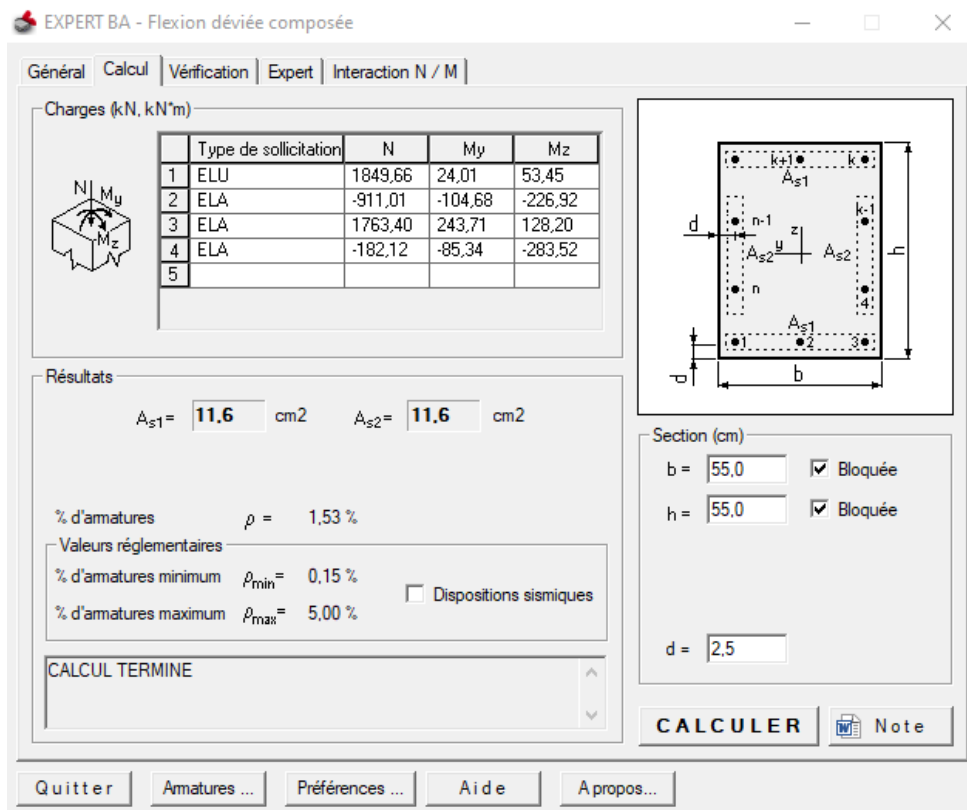 EXPERT BA - Flexion déviée composée
Général Calcul Vérification Expert Interaction N / M
Charges (kN, kN*m)
Type de sollicitation N My Mz
1 ELU 1849,66 24,01 53,45
2 ELA -911,01 -104,68 -226,92
3 ELA 1763,40 243,71 128,20
4 ELA -182,12 -85,34 -283,52
5
N My
Mz
k+1 k
As1
n-1 k-1
d z
As2 y As2 h
n 4
As1
1 2 3
d b
Résultats
As1= 11,6 cm2 As2= 11,6 cm2
% d'armatures ρ = 1,53 %
Valeurs réglementaires
% d'armatures minimum ρmin= 0,15 %
% d'armatures maximum ρmax= 5,00 %
Dispositions sismiques
CALCUL TERMINE
Section (cm)
b = 55,0 Bloquée
h = 55,0 Bloquée
d = 2,5
CALCULER Note
Quitter Armatures ... Préférences ... Aide A propos...